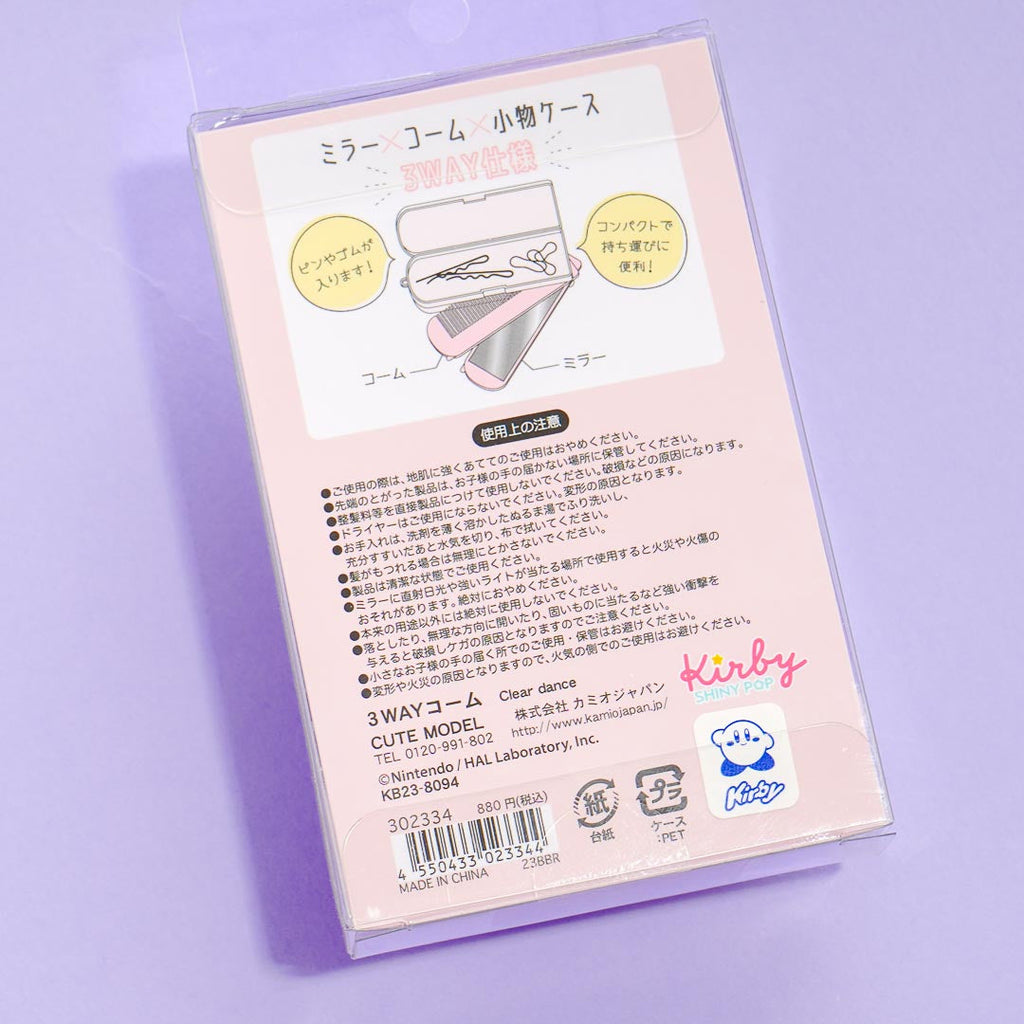 ミラー×コーム×小物ケース
3WAY仕様
ピンやゴムが
入ります!
コンパクトで
持ち運びに
便利!
コーム
ミラー
使用上の注意
●ご使用の際は、地肌に強くあててのご使用はおやめください。
●先端のとがった製品は、お子様の手の届かない場所に保管してください。
●整髪料等を直接製品につけて使用しないでください。破損などの原因になります。
●ドライヤーはご使用にならないでください。変形の原因となります。
●お手入れは、洗剤を薄く溶かしたぬるま湯でふり洗いし、
充分すすいだあと水気を切り、布で拭いてください。
●髪がもつれる場合は無理にとかさないでください。
●製品は清潔な状態でご使用ください。
●ミラーに直射日光や強いライトが当たる場所で使用すると火災や火傷の
おそれがあります。絶対におやめください。
●本来の用途以外には絶対に使用しないでください。
●落としたり、無理な方向に開いたり、固いものに当たるなど強い衝撃を
与えると破損しケガの原因となりますのでご注意ください。
●小さなお子様の手の届く所でのご使用・保管はお避けください。
●変形や火災の原因となりますので、火気の側でのご使用はお避けください。
3WAYコーム Clear dance
CUTE MODEL 株式会社 カミオジャパン
TEL 0120-991-802 http://www.kamiojapan.jp/
©Nintendo / HAL Laboratory, Inc.
KB23-8094
Kirby
SHINY POP
Kirby
302334 880円(税込)
4 550433 023344
MADE IN CHINA 23BBR
紙
台紙
プラ
ケース
:PET